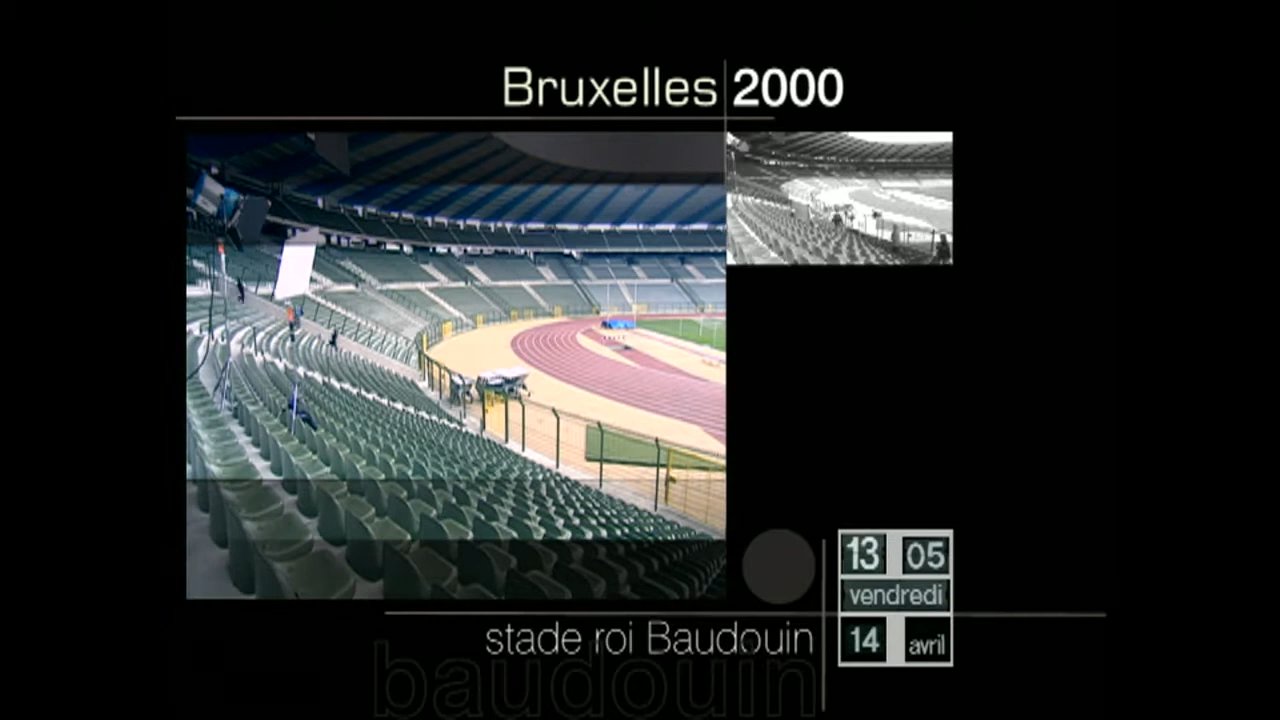 Bruxelles 2000
13 05
vendredi
14 avril
stade roi Baudouin
baudouin